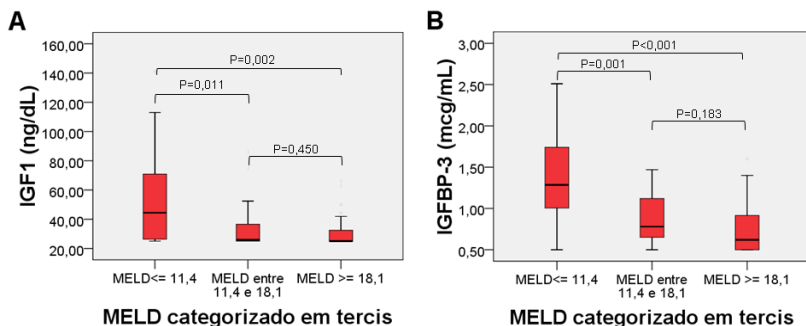 A
IGF1 (ng/dL)
160,00
140,00
120,00
100,00
80,00
60,00
40,00
20,00
P=0,002
P=0,011
P=0,450
MELD<= 11,4
MELD entre
11,4 e 18,1
MELD >= 18,1
MELD categorizado em tercis
B
IGFBP-3 (mcg/mL)
3,00
2,50
2,00
1,50
1,00
0,50
P<0,001
P=0,001
P=0,183
MELD<= 11,4
MELD entre
11,4 e 18,1
MELD >= 18,1
MELD categorizado em tercis